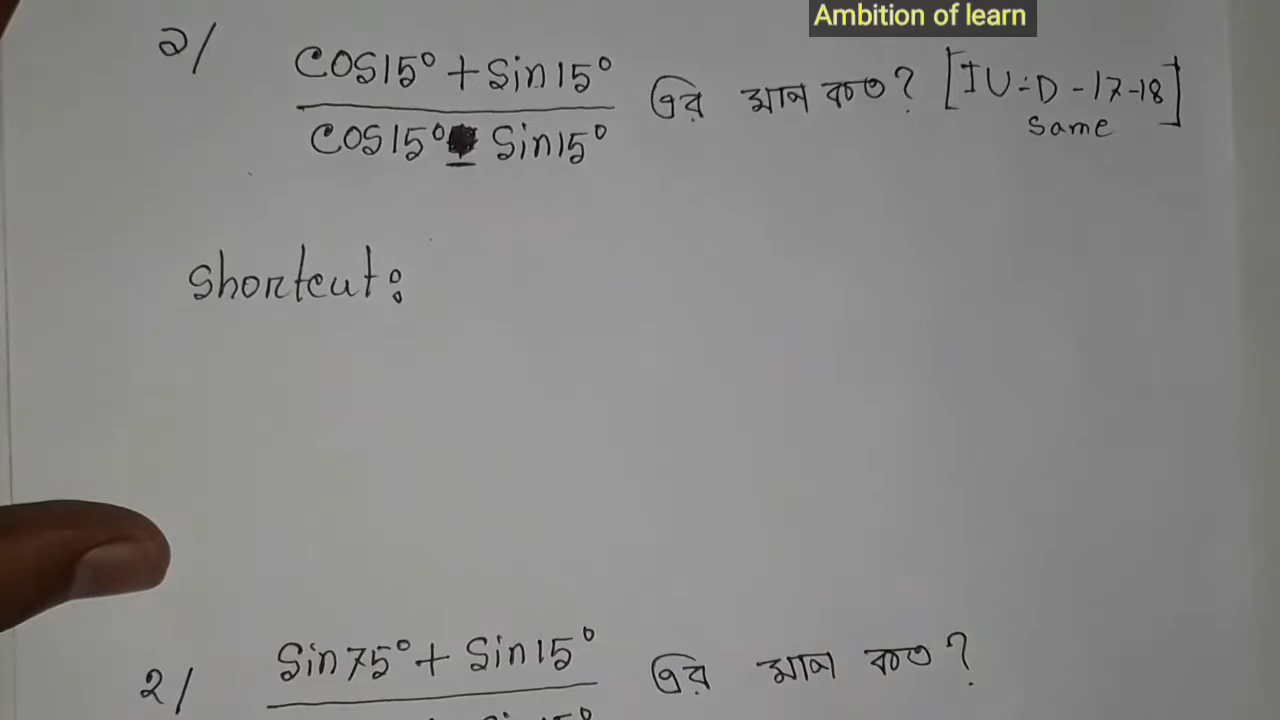 Ambition of learn
১/ cos15° + sin15° / cos15° - sin15° এর মান কত? [IU-D-17-18]
same
Shortcut:
২/ sin75° + sin15° এর মান কত?